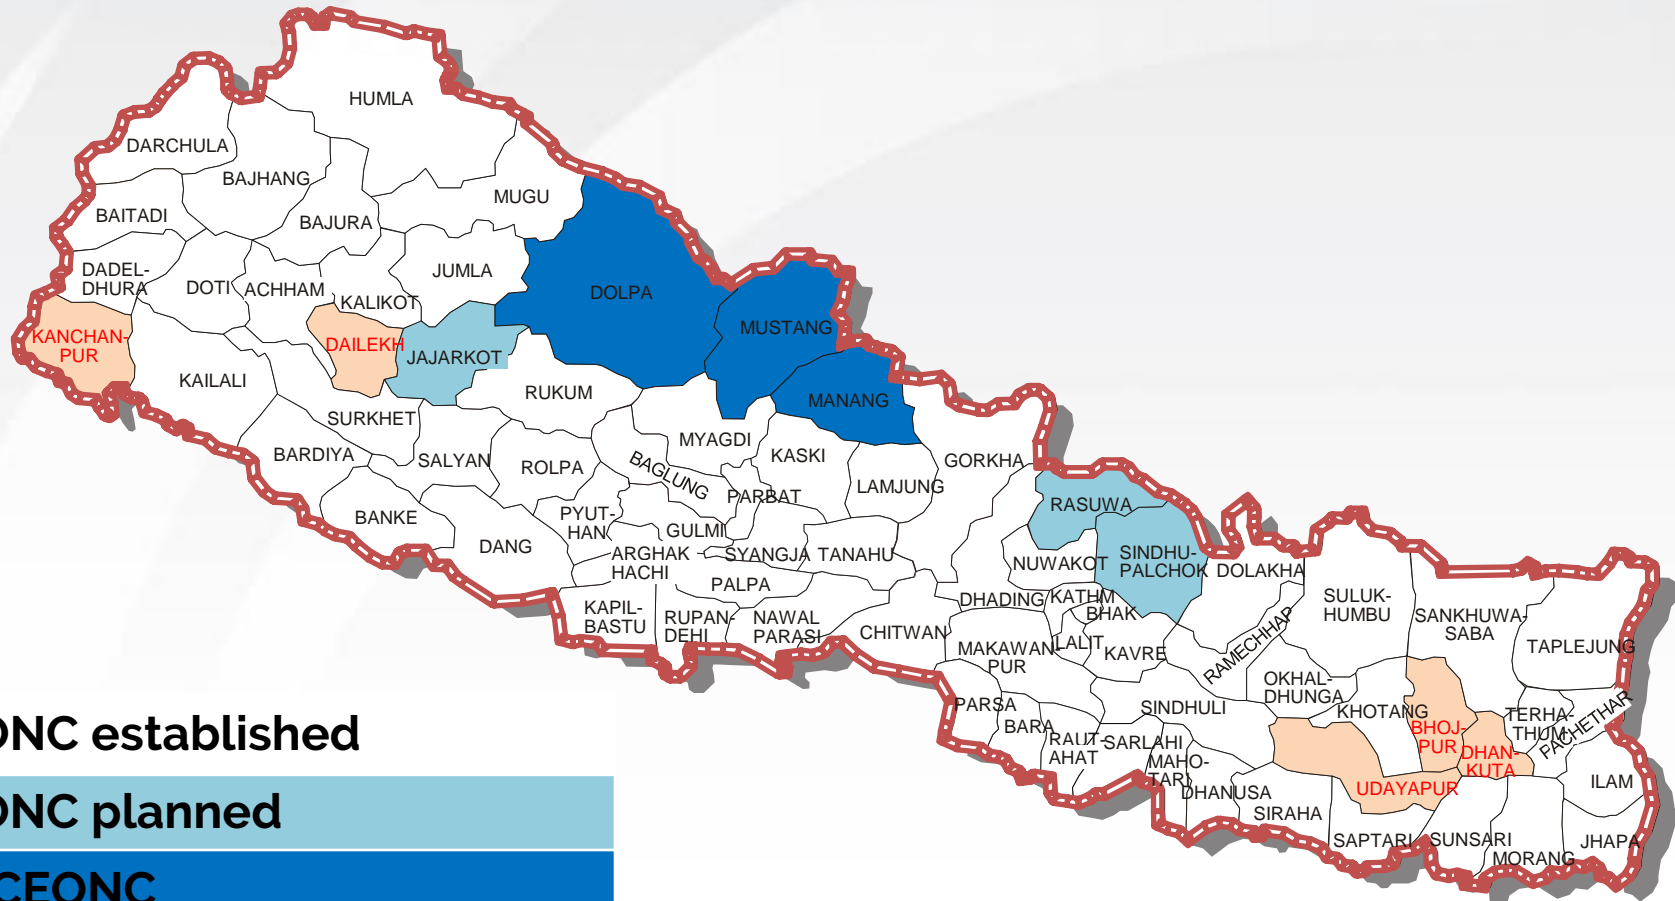 HUMLA
DARCHULA
BAJHANG
MUGU
BAITADI
BAJURA
JUMLA
DADEL-
DHURA
DOTI
ACHHAM
KALIKOT
DOLPA
MUSTANG
KANCHAN-
PUR
DAILEKH
JAJARKOT
KAILALI
RUKUM
MANANG
SURKHET
MYAGDI
BARDIYA
SALYAN
ROLPA
BAGLUNG
KASKI
GORKHA
PARBAT
LAMJUNG
RASUWA
BANKE
PYUT-
HAN
GULMI
DANG
ARGHAK
HACHI
SYANGJA
TANAHU
NUWAKOT
SINDHU-
PALCHOK
DOLAKHA
PALPA
DHADING
KATHM
BHAK
SULUK-
HUMBU
SANKHUWA-
SABA
KAPIL-
BASTU
RUPAN-
DEHI
NAWAL
PARASI
CHITWAN
LALIT
KAVRE
RAMECHHAP
TAPLEJUNG
MAKAWAN-
PUR
OKHAL-
DHUNGA
PARSA
SINDHULI
KHOTANG
BHOJ-
PUR
TERHA-
THUM
PACHETHAR
BARA
RAUT-
AHAT
SARLAHI
MAHO-
TARI
DHAN-
KUTA
UDAYAPUR
ILAM
DHANUSA
SIRAHA
SAPTARI
SUNSARI
MORANG
JHAPA
ONC established
ONC planned
CEONC